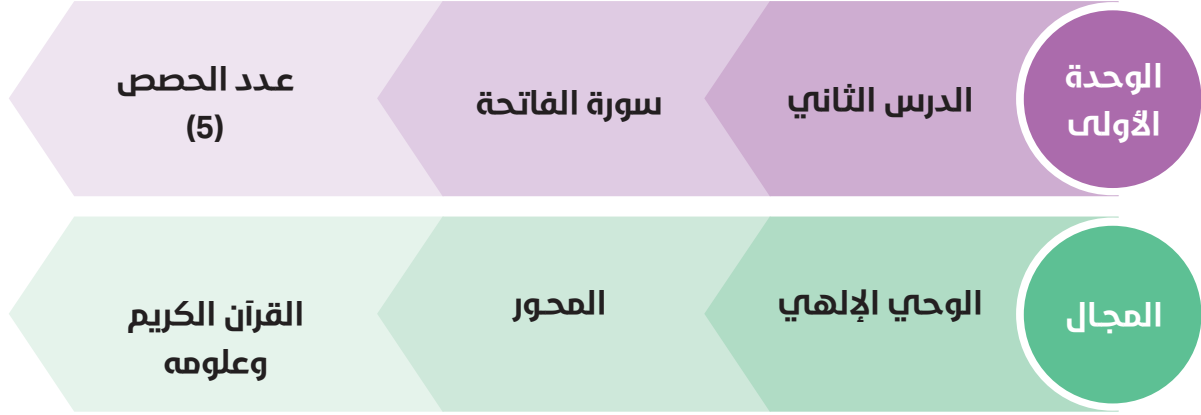 الوحدة
الأولى
الدرس الثاني
سورة الفاتحة
عدد الحصص
(5)
المجال
الوحي الإلهي
المحور
القرآن الكريم
وعلومه